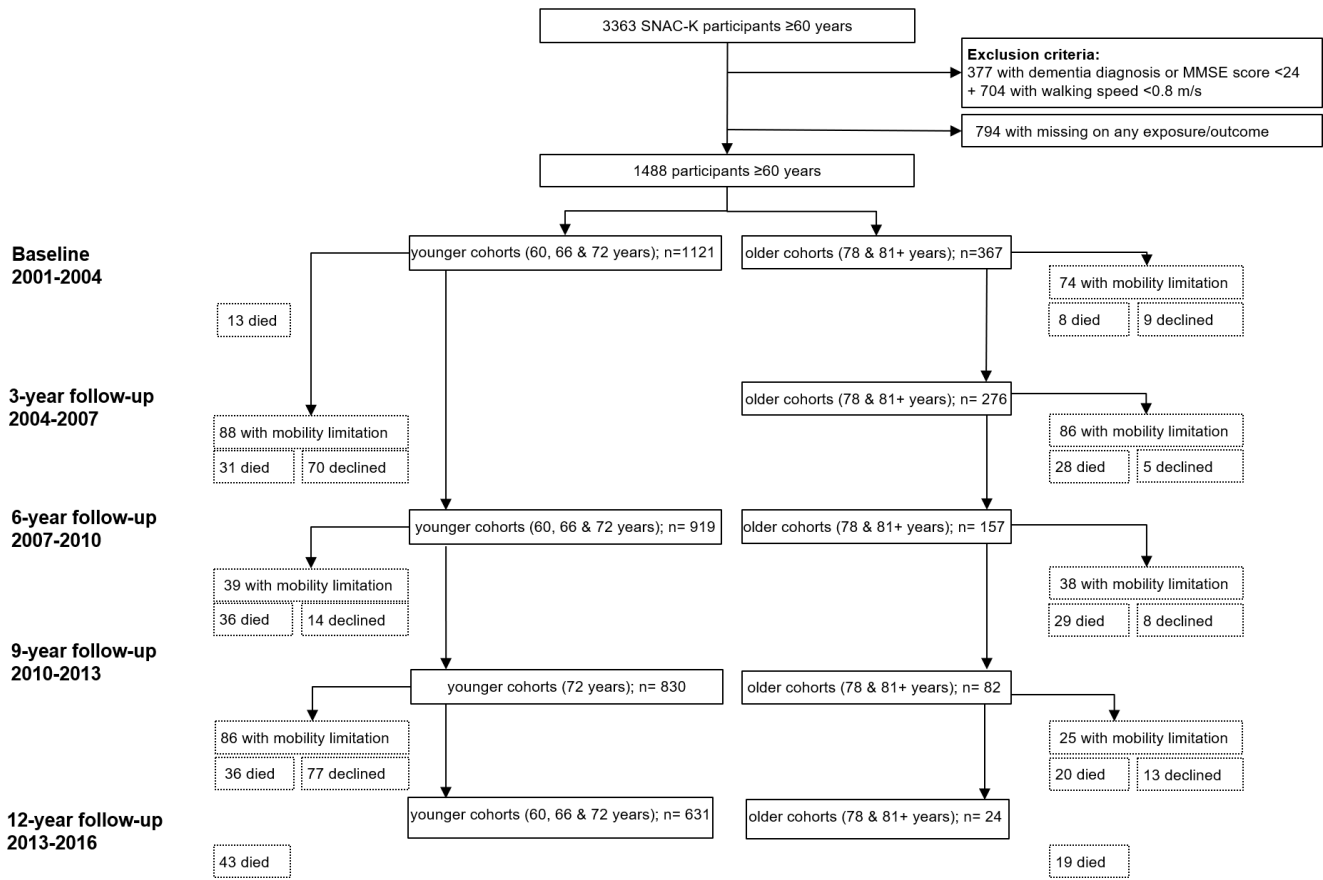 3363 SNAC-K participants ≥60 years
Exclusion criteria:
377 with dementia diagnosis or MMSE score <24
+ 704 with walking speed <0.8 m/s
794 with missing on any exposure/outcome
1488 participants ≥60 years
Baseline
2001-2004
younger cohorts (60, 66 & 72 years); n=1121
older cohorts (78 & 81+ years); n=367
74 with mobility limitation
13 died
8 died
9 declined
3-year follow-up
2004-2007
older cohorts (78 & 81+ years); n= 276
88 with mobility limitation
31 died
70 declined
86 with mobility limitation
28 died
5 declined
6-year follow-up
2007-2010
younger cohorts (60, 66 & 72 years); n= 919
older cohorts (78 & 81+ years); n= 157
39 with mobility limitation
36 died
14 declined
38 with mobility limitation
29 died
8 declined
9-year follow-up
2010-2013
younger cohorts (72 years); n= 830
older cohorts (78 & 81+ years); n= 82
86 with mobility limitation
36 died
77 declined
25 with mobility limitation
20 died
13 declined
12-year follow-up
2013-2016
younger cohorts (60, 66 & 72 years); n= 631
older cohorts (78 & 81+ years); n= 24
43 died
19 died